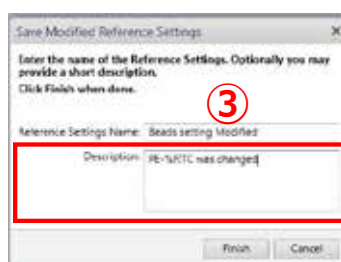 Save Modified Reference Settings
Enter the name of the Reference Settings. Optionally you may
provide a short description.
Click Finish when done.
③
Reference Settings Name: Beads setting Modified
Description: PE-%RTC was changed
Finish Cancel